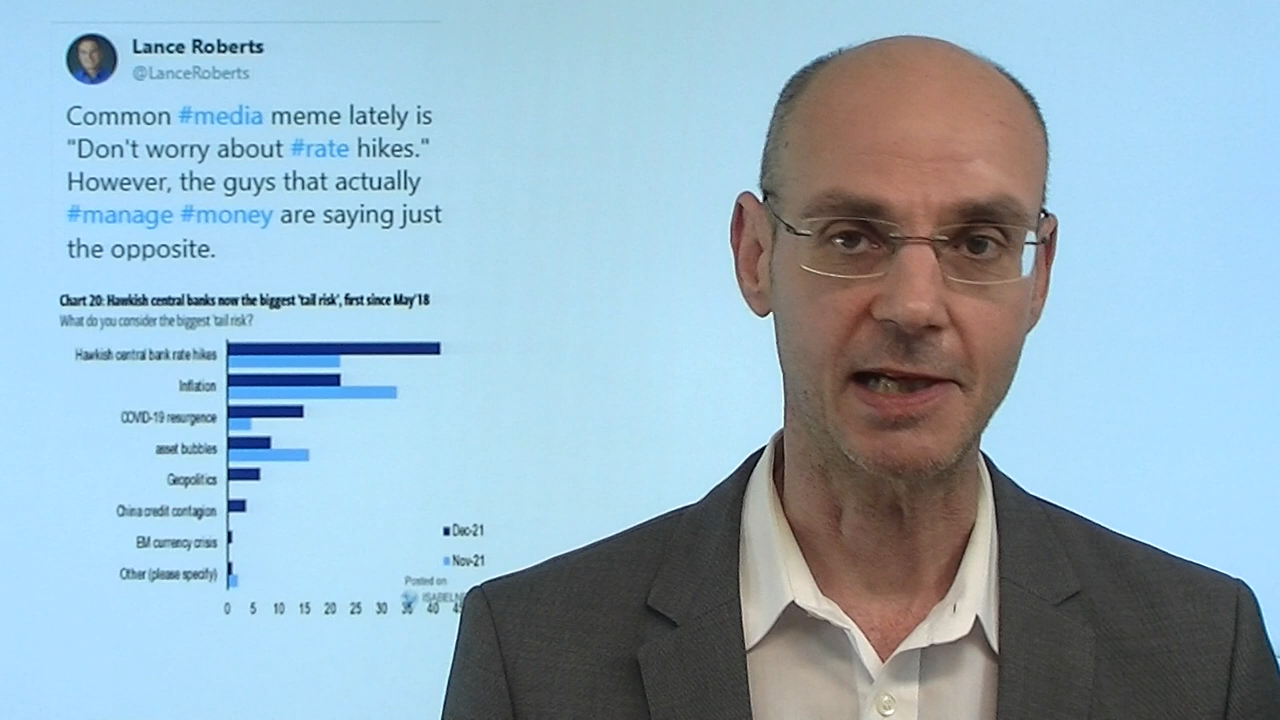 Lance Roberts
@LanceRoberts
Common #media meme lately is
"Don't worry about #rate hikes."
However, the guys that actually
#manage #money are saying just
the opposite.
Chart 20: Hawkish central banks now the biggest 'tail risk', first since May'18
What do you consider the biggest 'tail risk'?
Hawkish central bank rate hikes
Inflation
COVID-19 resurgence
asset bubbles
Geopolitics
China credit contagion
EM currency crisis
Other (please specify)
Dec-21
Nov-21
Posted on
0 5 10 15 20 25 30 35 40